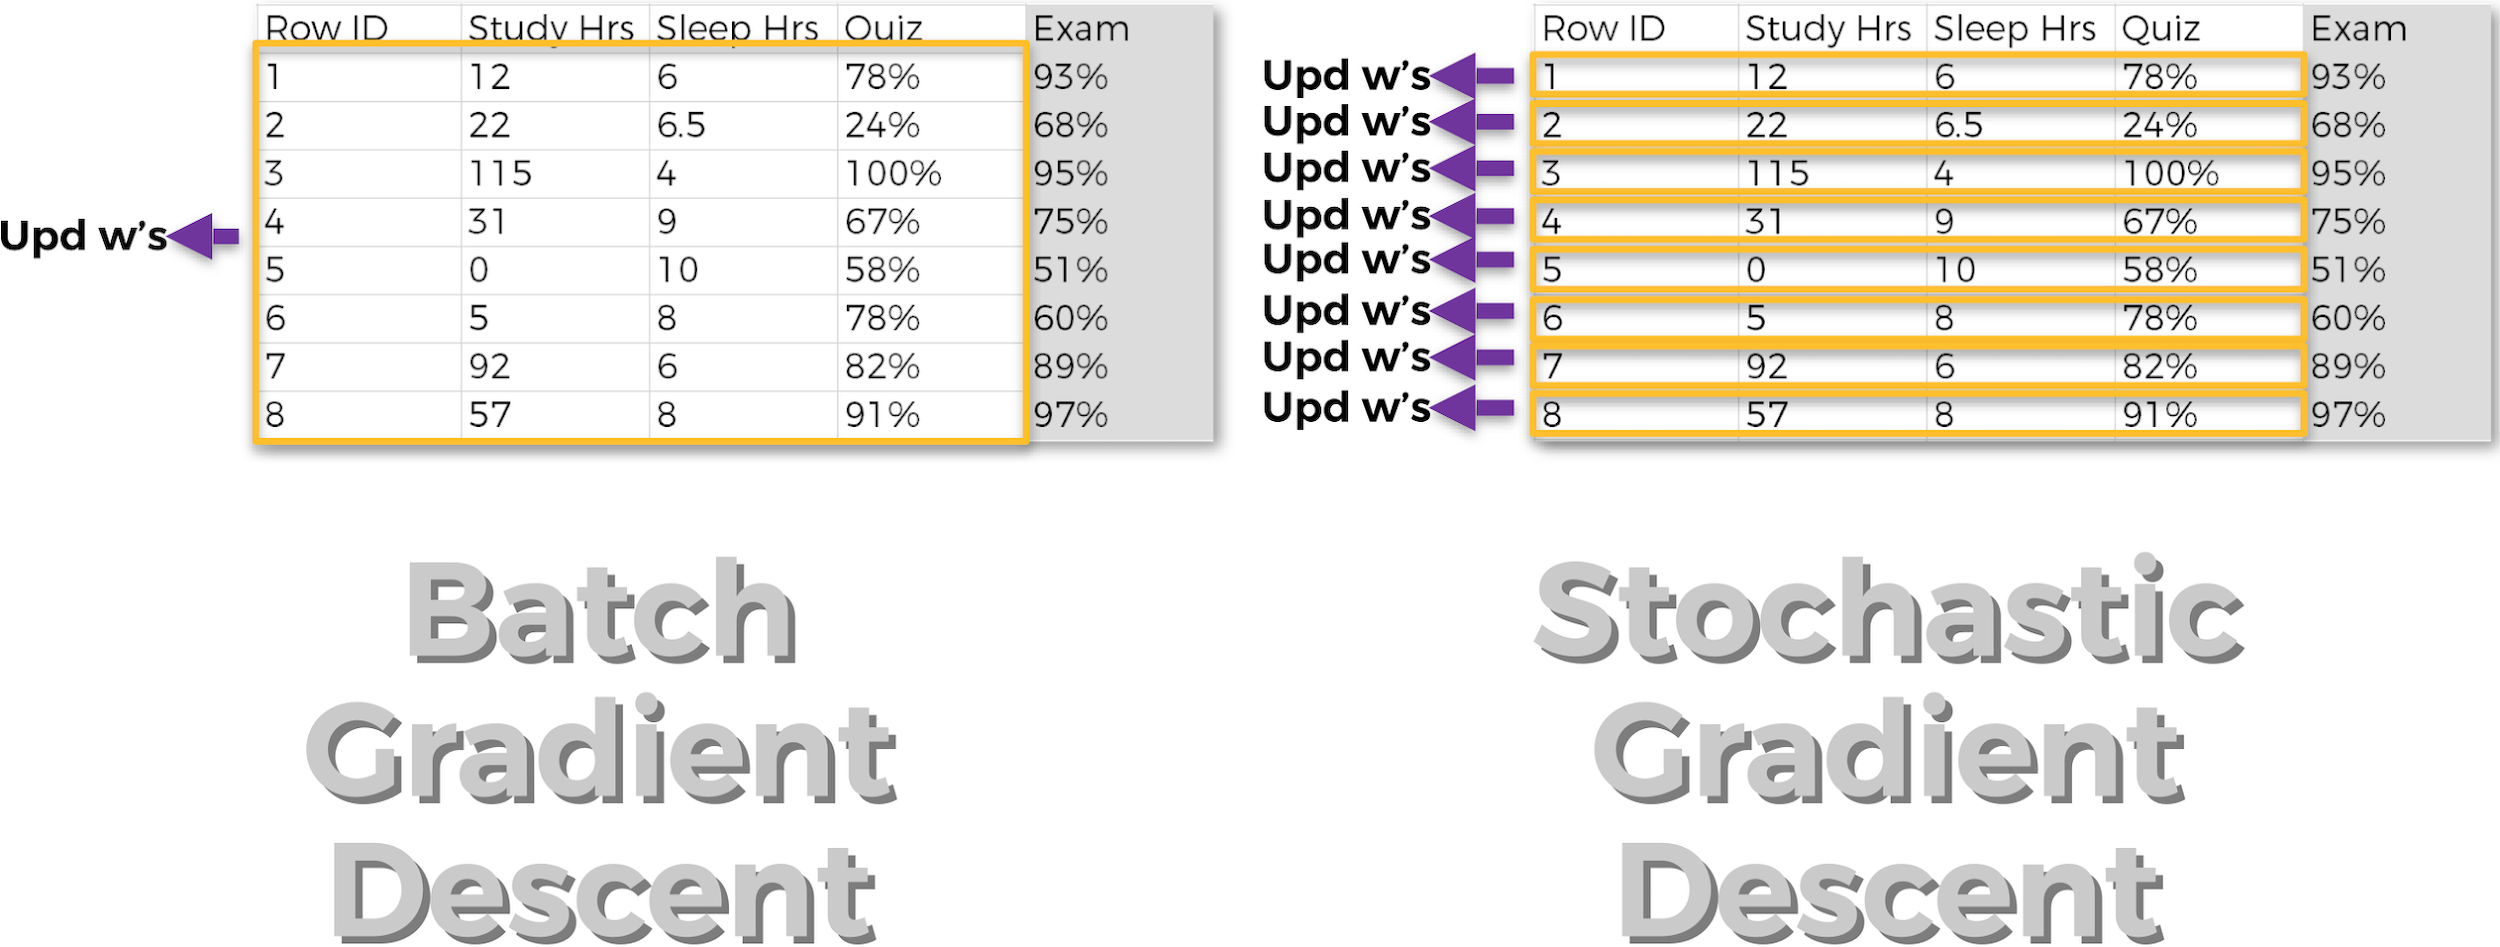 Row ID Study Hrs Sleep Hrs Quiz Exam
1 12 6 78% 93%
2 22 6.5 24% 68%
3 115 4 100% 95%
4 31 9 67% 75%
Upd w's
5 0 10 58% 51%
6 5 8 78% 60%
7 92 6 82% 89%
8 57 8 91% 97%
Batch
Gradient
Descent
Row ID Study Hrs Sleep Hrs Quiz Exam
Upd w's 1 12 6 78% 93%
Upd w's 2 22 6.5 24% 68%
Upd w's 3 115 4 100% 95%
Upd w's 4 31 9 67% 75%
Upd w's 5 0 10 58% 51%
Upd w's 6 5 8 78% 60%
Upd w's 7 92 6 82% 89%
Upd w's 8 57 8 91% 97%
Stochastic
Gradient
Descent